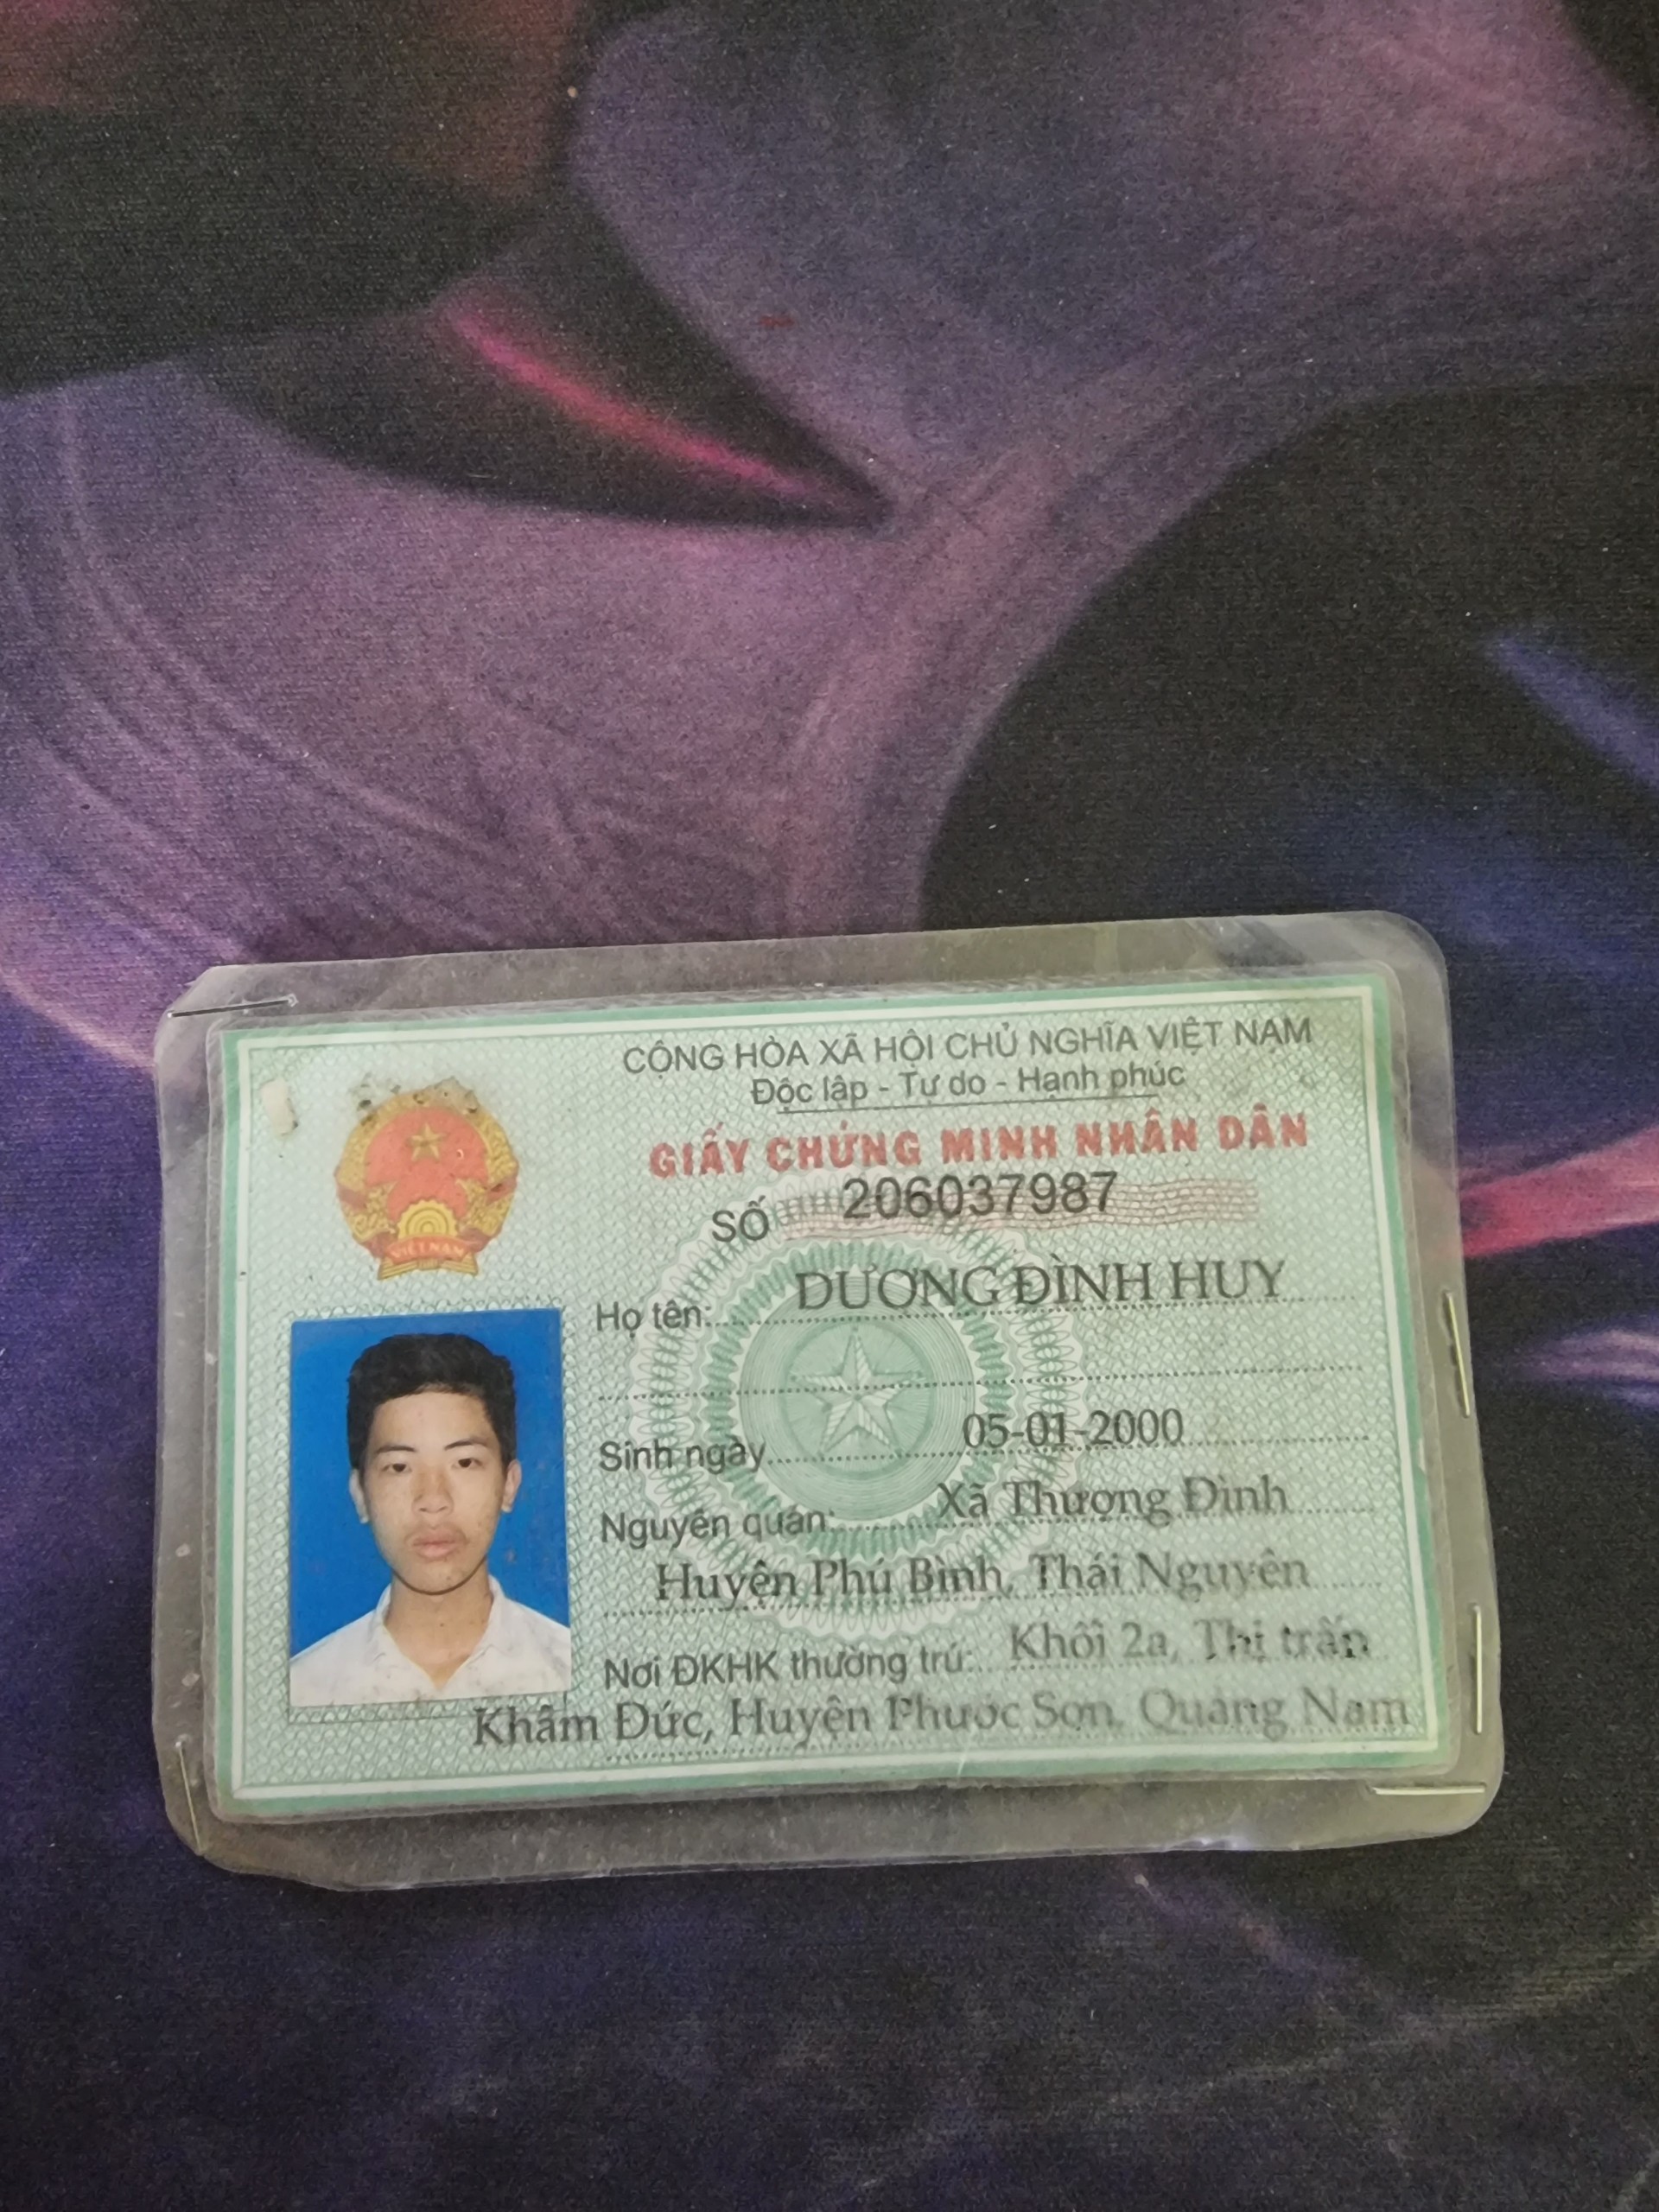 CỘNG HÒA XÃ HỘI CHỦ NGHĨA VIỆT NAM
Độc lập - Tự do - Hạnh phúc
GIẤY CHỨNG MINH NHÂN DÂN
SỐ 206037987
Họ tên: DƯƠNG ĐÌNH HUY
Sinh ngày 05-01-2000
Nguyên quán: Xã Thượng Đình
Huyện Phú Bình, Thái Nguyên
Nơi ĐKHK thường trú: Khối 2a, Thị trấn
Khâm Đức, Huyện Phước Sơn, Quảng Nam
VIỆT NAM